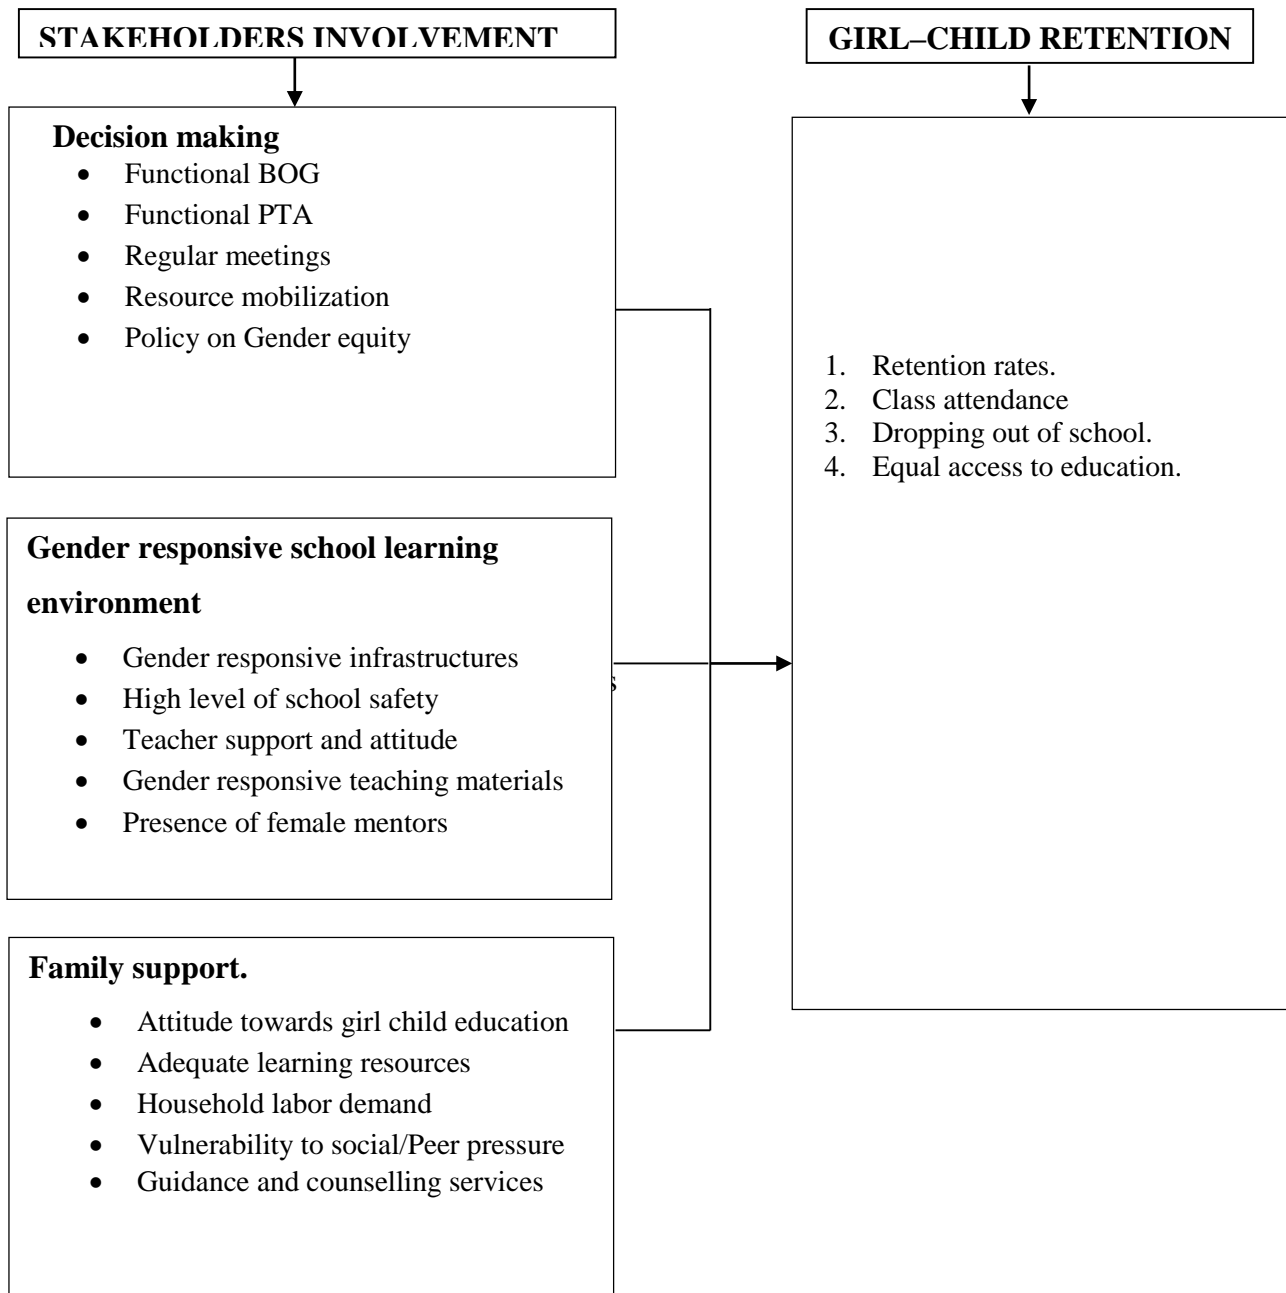 STAKEHOLDERS INVOLVEMENT
GIRL–CHILD RETENTION
Decision making
• Functional BOG
• Functional PTA
• Regular meetings
• Resource mobilization
• Policy on Gender equity
Gender responsive school learning
environment
• Gender responsive infrastructures
• High level of school safety
• Teacher support and attitude
• Gender responsive teaching materials
• Presence of female mentors
Family support.
• Attitude towards girl child education
• Adequate learning resources
• Household labor demand
• Vulnerability to social/Peer pressure
• Guidance and counselling services
1. Retention rates.
2. Class attendance
3. Dropping out of school.
4. Equal access to education.